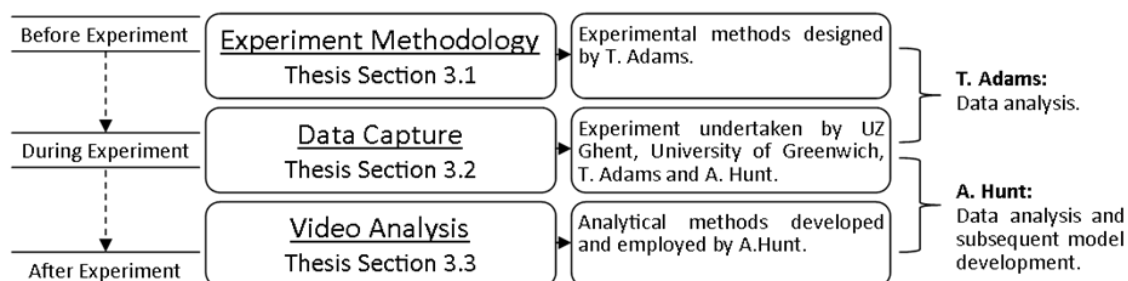 Before Experiment
During Experiment
After Experiment
Experiment Methodology
Thesis Section 3.1
Data Capture
Thesis Section 3.2
Video Analysis
Thesis Section 3.3
Experimental methods designed
by T. Adams.
Experiment undertaken by UZ
Ghent, University of Greenwich,
T. Adams and A. Hunt.
Analytical methods developed
and employed by A.Hunt.
T. Adams:
Data analysis.
A. Hunt:
Data analysis and
subsequent model
development.